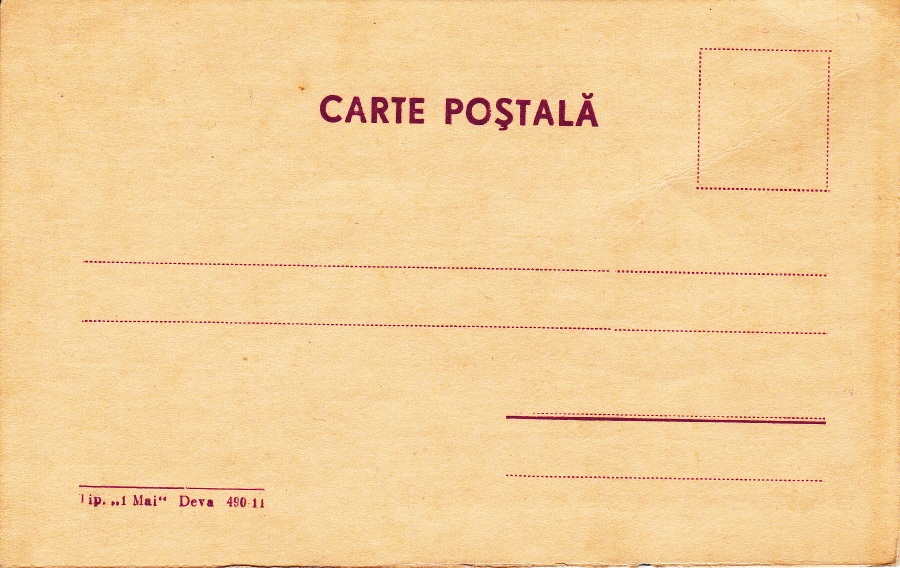 CARTE POŞTALĂ
Tip. „1 Mai“ Deva 490-11